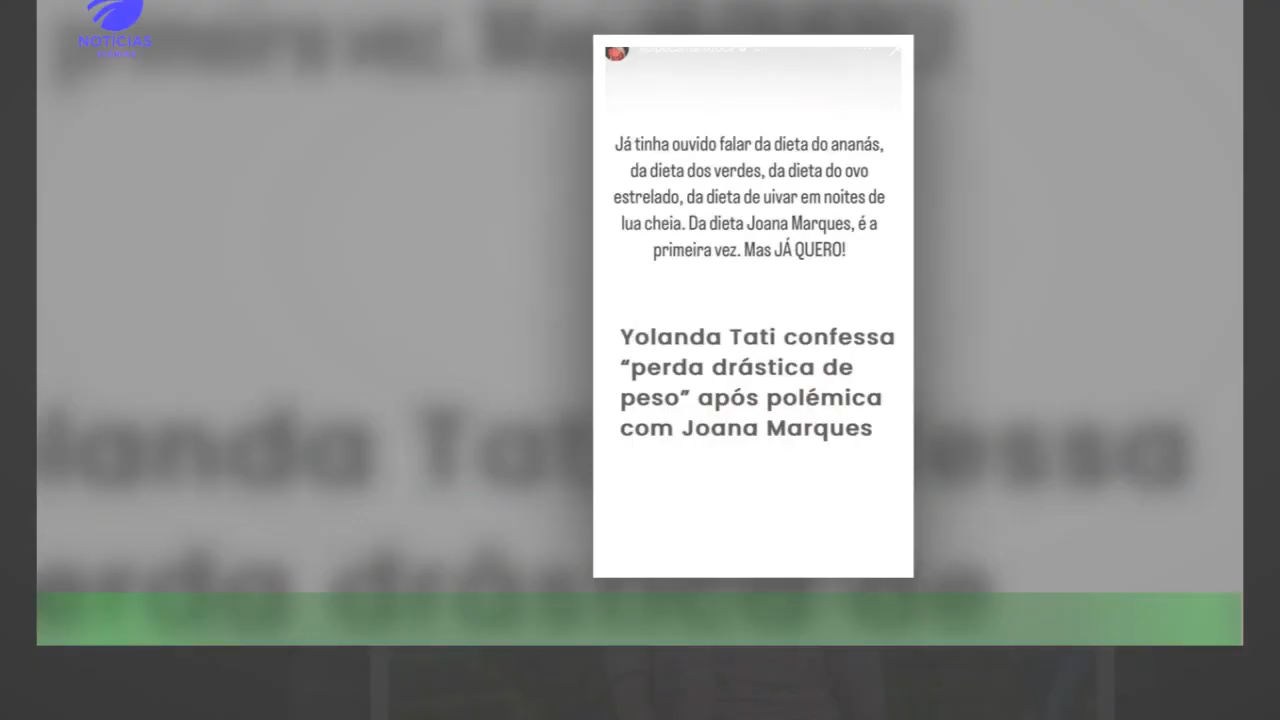 NOTÍCIAS
Já tinha ouvido falar da dieta do ananás,
da dieta dos verdes, da dieta do ovo
estrelado, da dieta de uivar em noites de
lua cheia. Da dieta Joana Marques, é a
primeira vez. Mas JÁ QUERO!
Yolanda Tati confessa
“perda drástica de
peso” após polémica
com Joana Marques